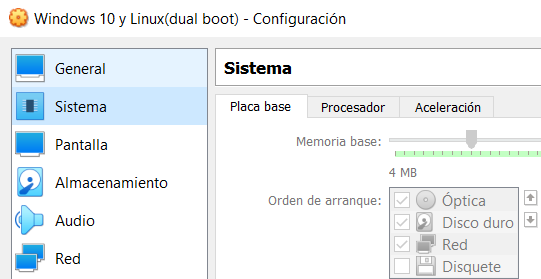 Windows 10 y Linux(dual boot) - Configuración
General
Sistema
Pantalla
Almacenamiento
Audio
Red
Sistema
Placa base
Procesador
Aceleración
Memoria base:
4 MB
Orden de arranque:
Óptica
Disco duro
Red
Disquete